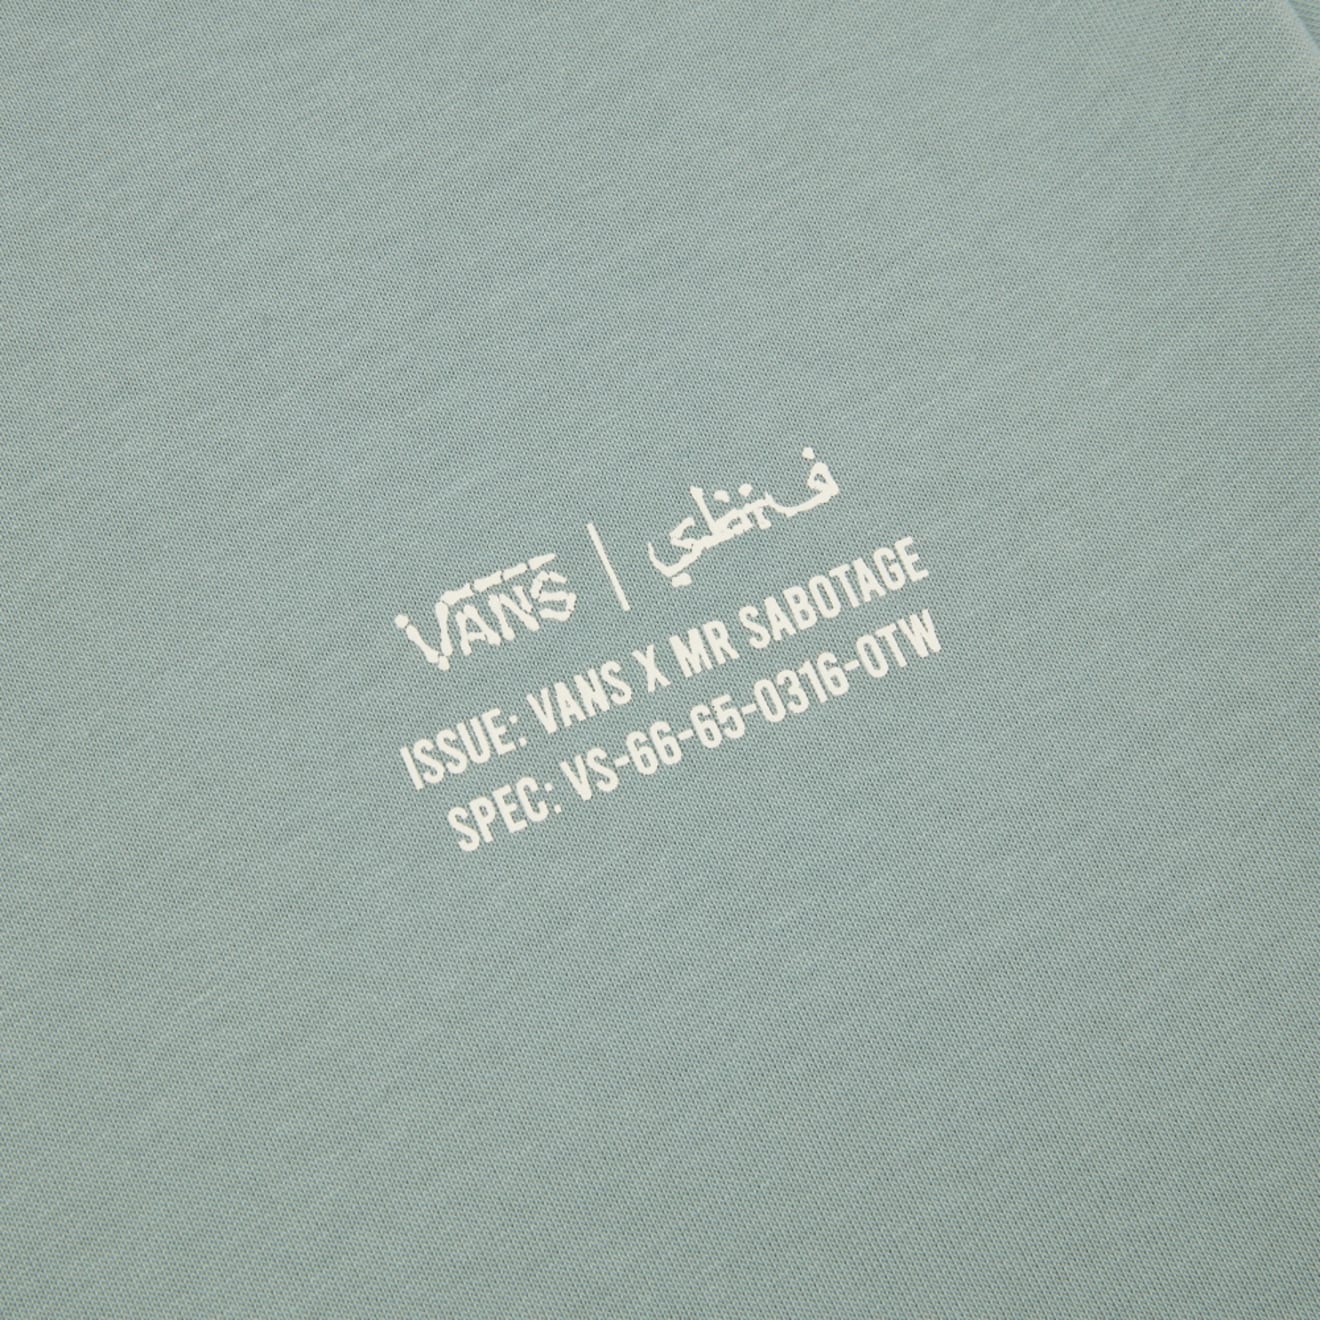 VANS |
ISSUE: VANS X MR SABOTAGE
SPEC: VS-66-65-0316-OTW